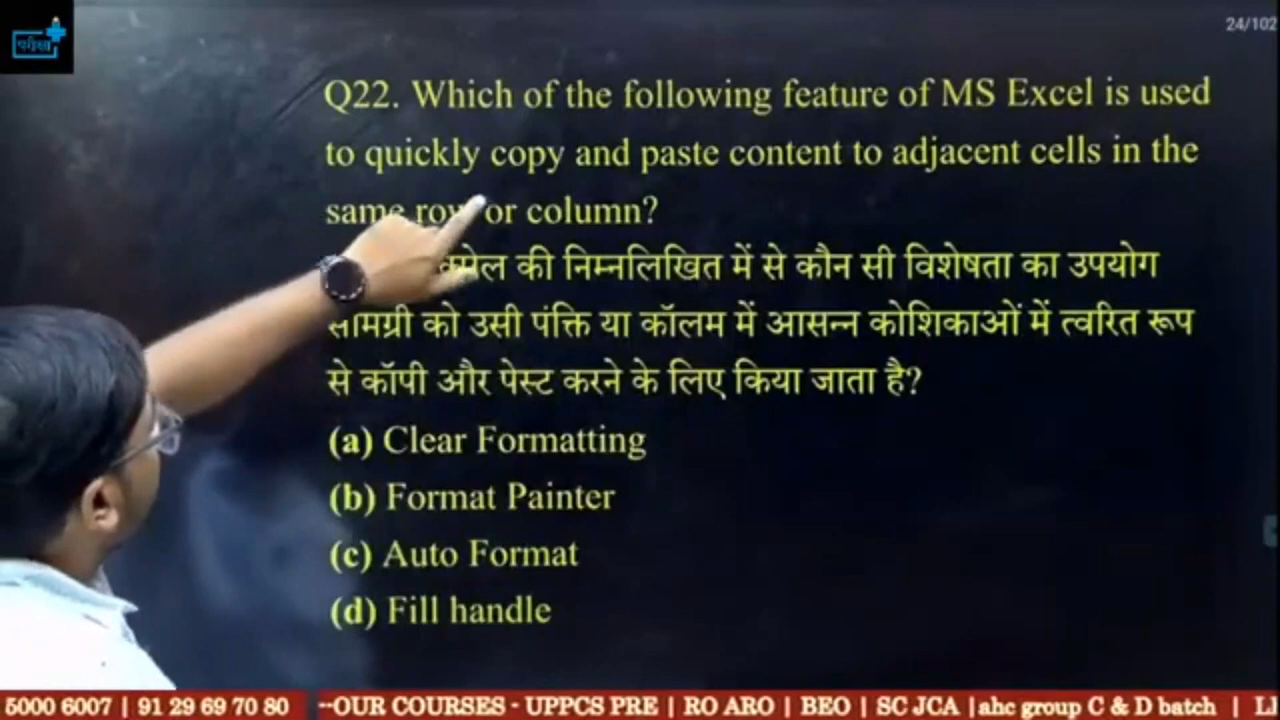 परीक्षा
24/102
Q22. Which of the following feature of MS Excel is used
to quickly copy and paste content to adjacent cells in the
same row or column?
की निम्नलिखित में से कौन सी विशेषता का उपयोग
सामग्री को उसी पंक्ति या कॉलम में आसन्न कोशिकाओं में त्वरित रूप
से कॉपी और पेस्ट करने के लिए किया जाता है?
(a) Clear Formatting
(b) Format Painter
(c) Auto Format
(d) Fill handle
5000 6007 | 91 29 69 70 80 --OUR COURSES - UPPCS PRE | RO ARO | BEO | SC JCA |ahc group C & D batch |